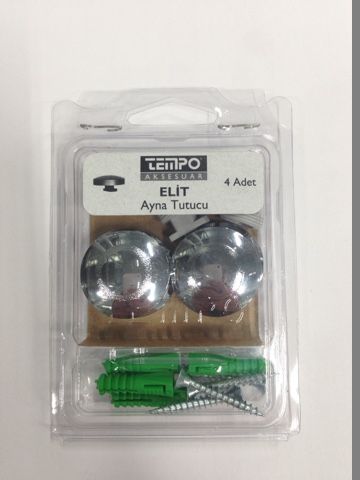 TEMPO
AKSESUAR
ELİT
4 Adet
Ayna Tutucu